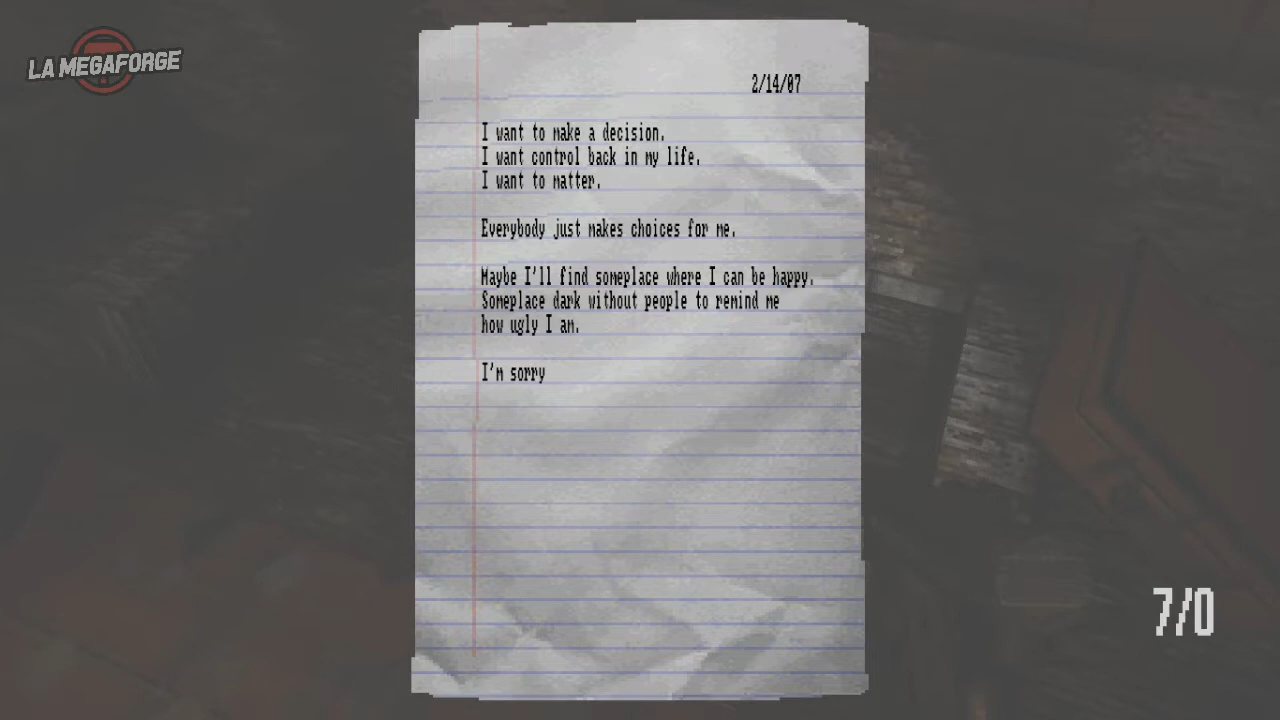 LA MEGAFORGE
2/14/07
I want to make a decision.
I want control back in my life.
I want to matter.
Everybody just makes choices for me.
Maybe I'll find someplace where I can be happy.
Someplace dark without people to remind me
how ugly I am.
I'm sorry
7/0